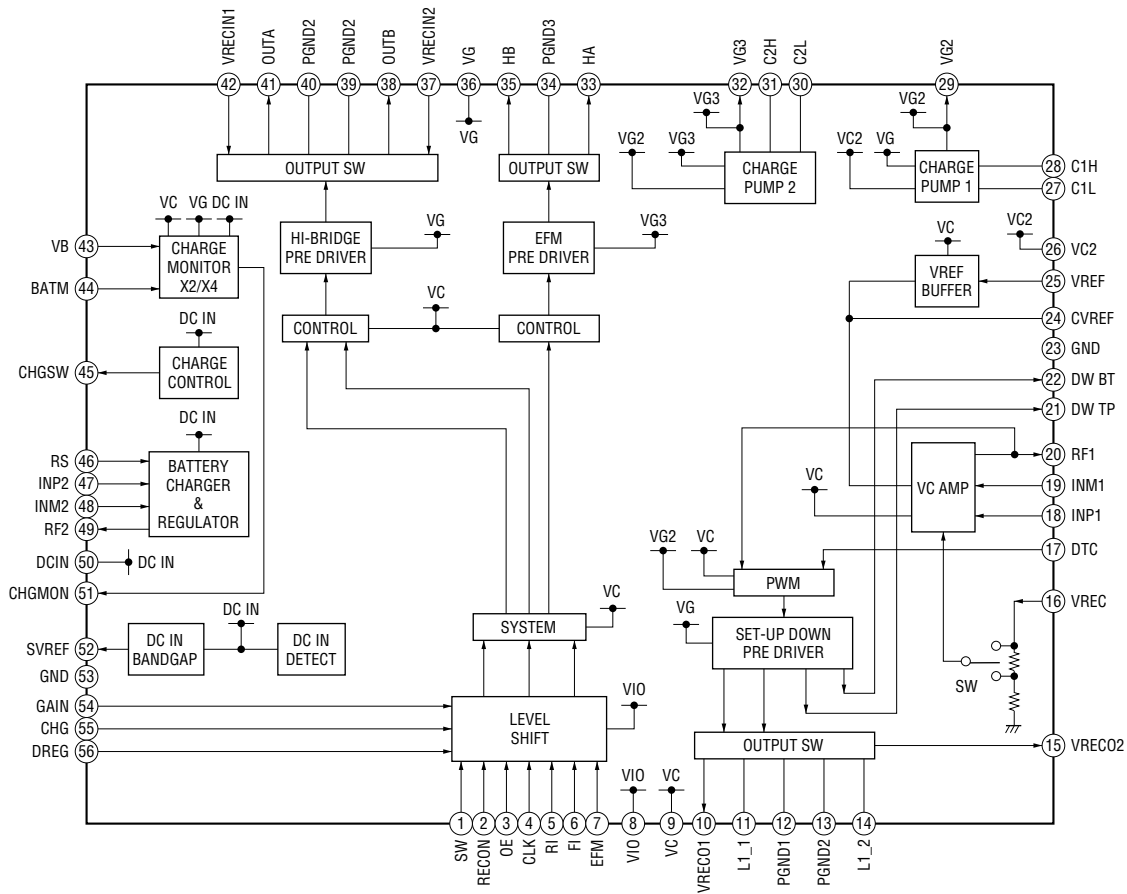 VRECIN1
OUTA
PGND2
PGND2
OUTB
VRECIN2
VG
HB
PGND3
HA
VG3
C2H
C2L
VG2
42
41
40
39
38
37
36
35
34
33
32
31
30
29
VG
VG3
VG2
VG2
VG3
VC2
VG
OUTPUT SW
OUTPUT SW
CHARGE
PUMP 2
CHARGE
PUMP 1
28
C1H
27
C1L
VC
VG
DC IN
VB
43
CHARGE
MONITOR
X2/X4
BATM
44
HI-BRIDGE
PRE DRIVER
VG
EFM
PRE DRIVER
VG3
VC
VC2
26
VC2
VREF
BUFFER
25
VREF
VC
CONTROL
CONTROL
24
CVREF
23
GND
DC IN
CHGSW
45
CHARGE
CONTROL
22
DW BT
21
DW TP
DC IN
RS
46
INP2
47
INM2
48
RF2
49
BATTERY
CHARGER
&
REGULATOR
20
RF1
VC AMP
19
INM1
VC
18
INP1
DCIN
50
DC IN
17
DTC
VG2
VC
PWM
CHGMON
51
16
VREC
DC IN
VC
SYSTEM
VG
SET-UP DOWN
PRE DRIVER
SVREF
52
DC IN
BANDGAP
DC IN
DETECT
GND
53
SW
GAIN
54
CHG
55
DREG
56
LEVEL
SHIFT
VIO
OUTPUT SW
15
VRECO2
VIO
VC
1
2
3
4
5
6
7
8
9
10
11
12
13
14
SW
RECON
OE
CLK
RI
FI
EFM
VIO
VC
VRECO1
L1_1
PGND1
PGND2
L1_2